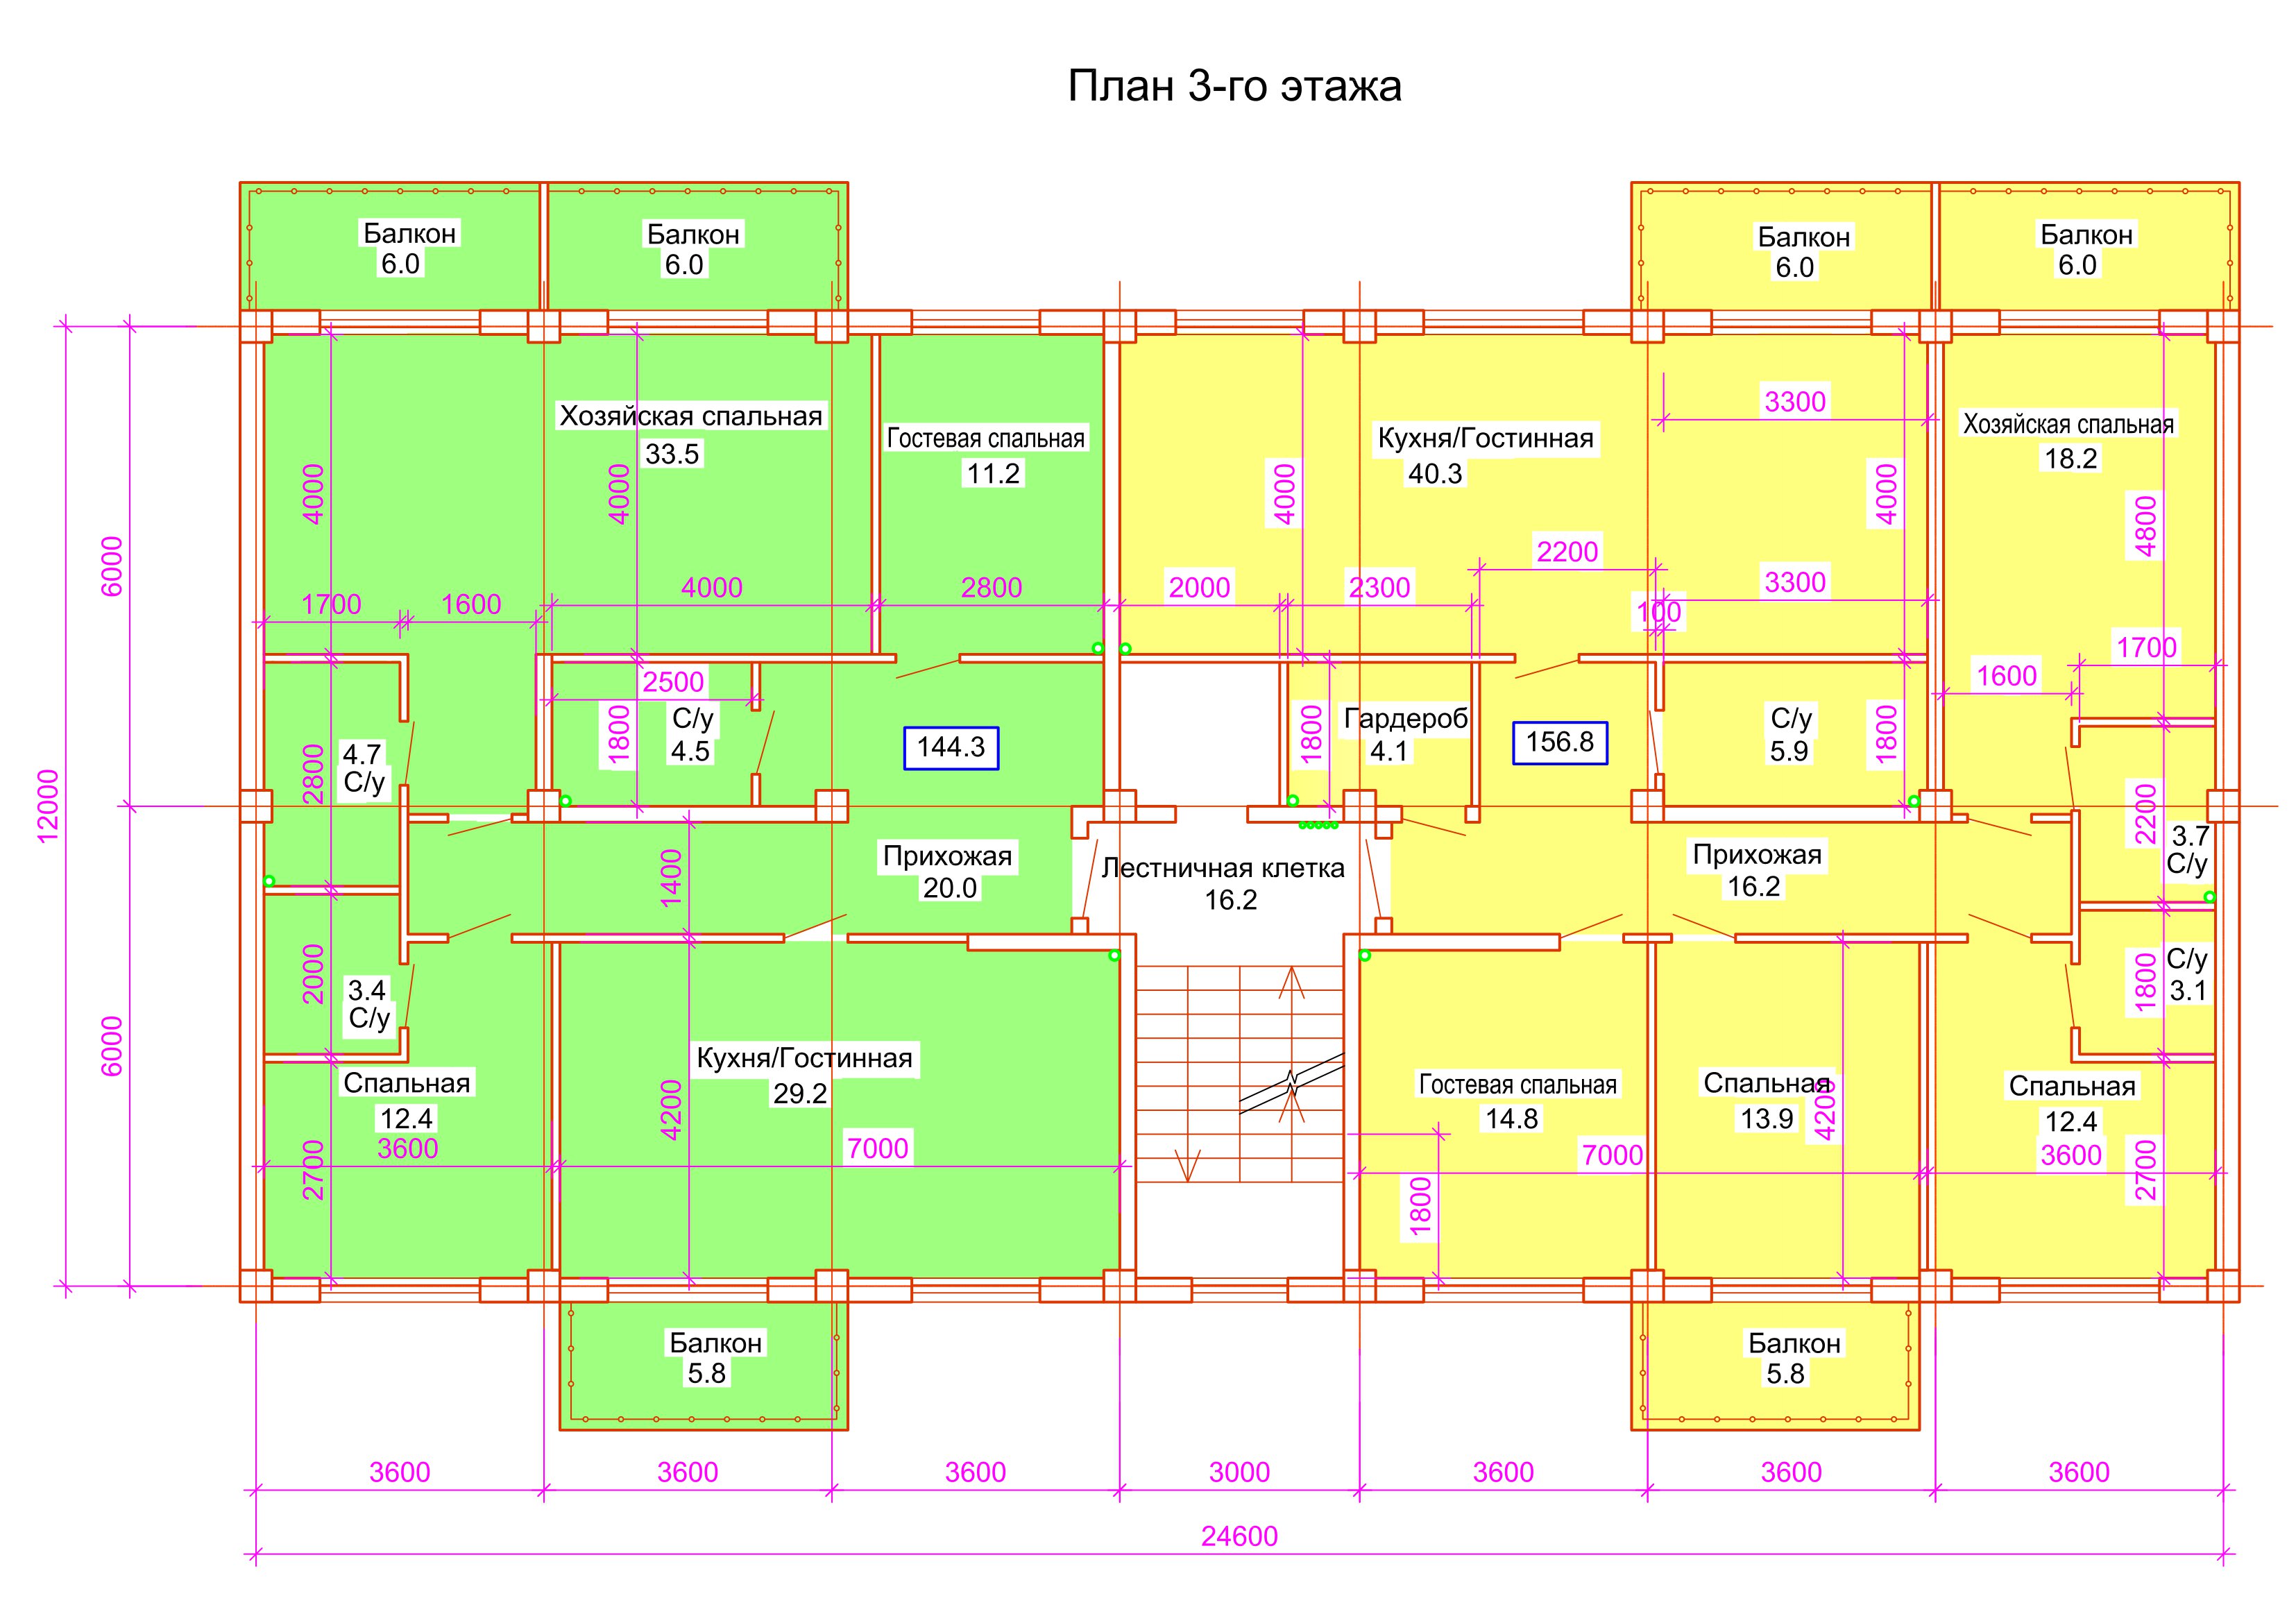 План 3-го этажа
Балкон
6.0
Балкон
6.0
Балкон
6.0
Балкон
6.0
Хозяйская спальная
33.5
Гостевая спальная
11.2
Кухня/Гостинная
40.3
3300
Хозяйская спальная
18.2
4000
4000
4000
4000
4800
12000
6000
1700
1600
4000
2800
2000
2300
2200
3300
100
1700
1600
2500
С/у
4.5
1800
4.7
С/у
2800
144.3
1800
Гардероб
4.1
156.8
С/у
5.9
1800
2200
3.7
С/у
1400
Прихожая
20.0
Лестничная клетка
16.2
Прихожая
16.2
2000
3.4
С/у
С/у
3.1
1800
6000
Спальная
12.4
3600
2700
Кухня/Гостинная
29.2
4200
7000
Гостевая спальная
14.8
Спальная
13.9
4200
7000
1800
Спальная
12.4
3600
2700
Балкон
5.8
Балкон
5.8
3600
3600
3600
3000
3600
3600
3600
24600